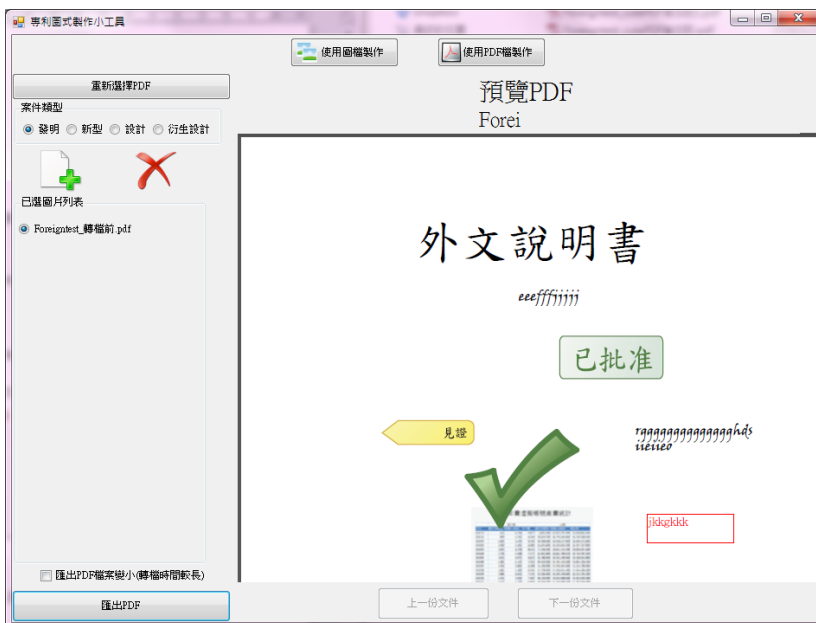 專利圖式製作小工具
使用圖檔製作
使用PDF檔製作
重新選擇PDF
案件類型
發明 新型 設計 衍生設計
已選圖片列表
Foreigntest_轉檔前.pdf
匯出PDF檔案變小(轉檔時間較長)
匯出PDF
預覽PDF
Forei
外文說明書
eeefffjjjjj
已批准
見證
jkkgkkk
上一份文件
下一份文件